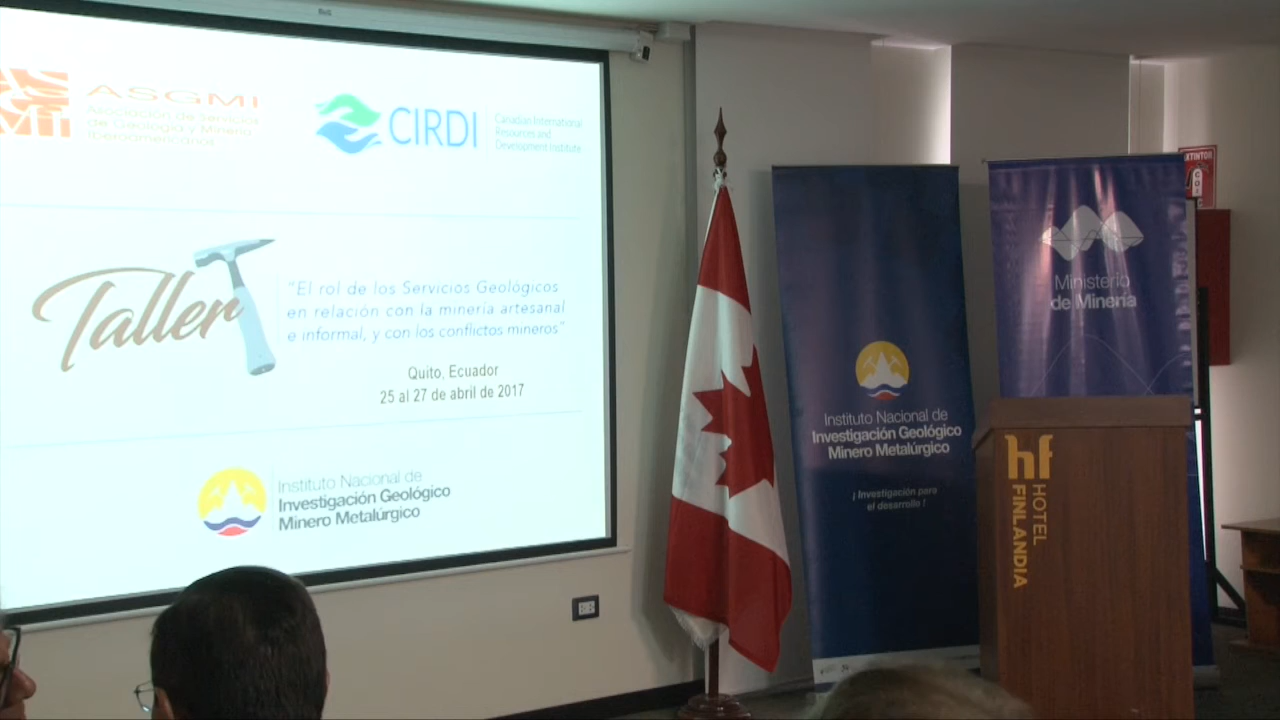 ASGMI
Asociación de Servicios
de Geología y Minería
Iberoamericanos
CIRDI
Canadian International
Resources and
Development Institute
Taller
"El rol de los Servicios Geológicos
en relación con la minería artesanal
e informal, y con los conflictos mineros"
Quito, Ecuador
25 al 27 de abril de 2017
Instituto Nacional de
Investigación Geológico
Minero Metalúrgico
Instituto Nacional de
Investigación Geológico
Minero Metalúrgico
¡ Investigación para
el desarrollo !
Ministerio
de Minería
XTINTOR
CO
hf
HOTEL
FINLANDIA